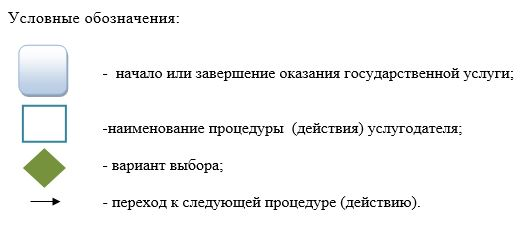 Условные обозначения:
- начало или завершение оказания государственной услуги;
-наименование процедуры (действия) услугодателя;
- вариант выбора;
- переход к следующей процедуре (действию).